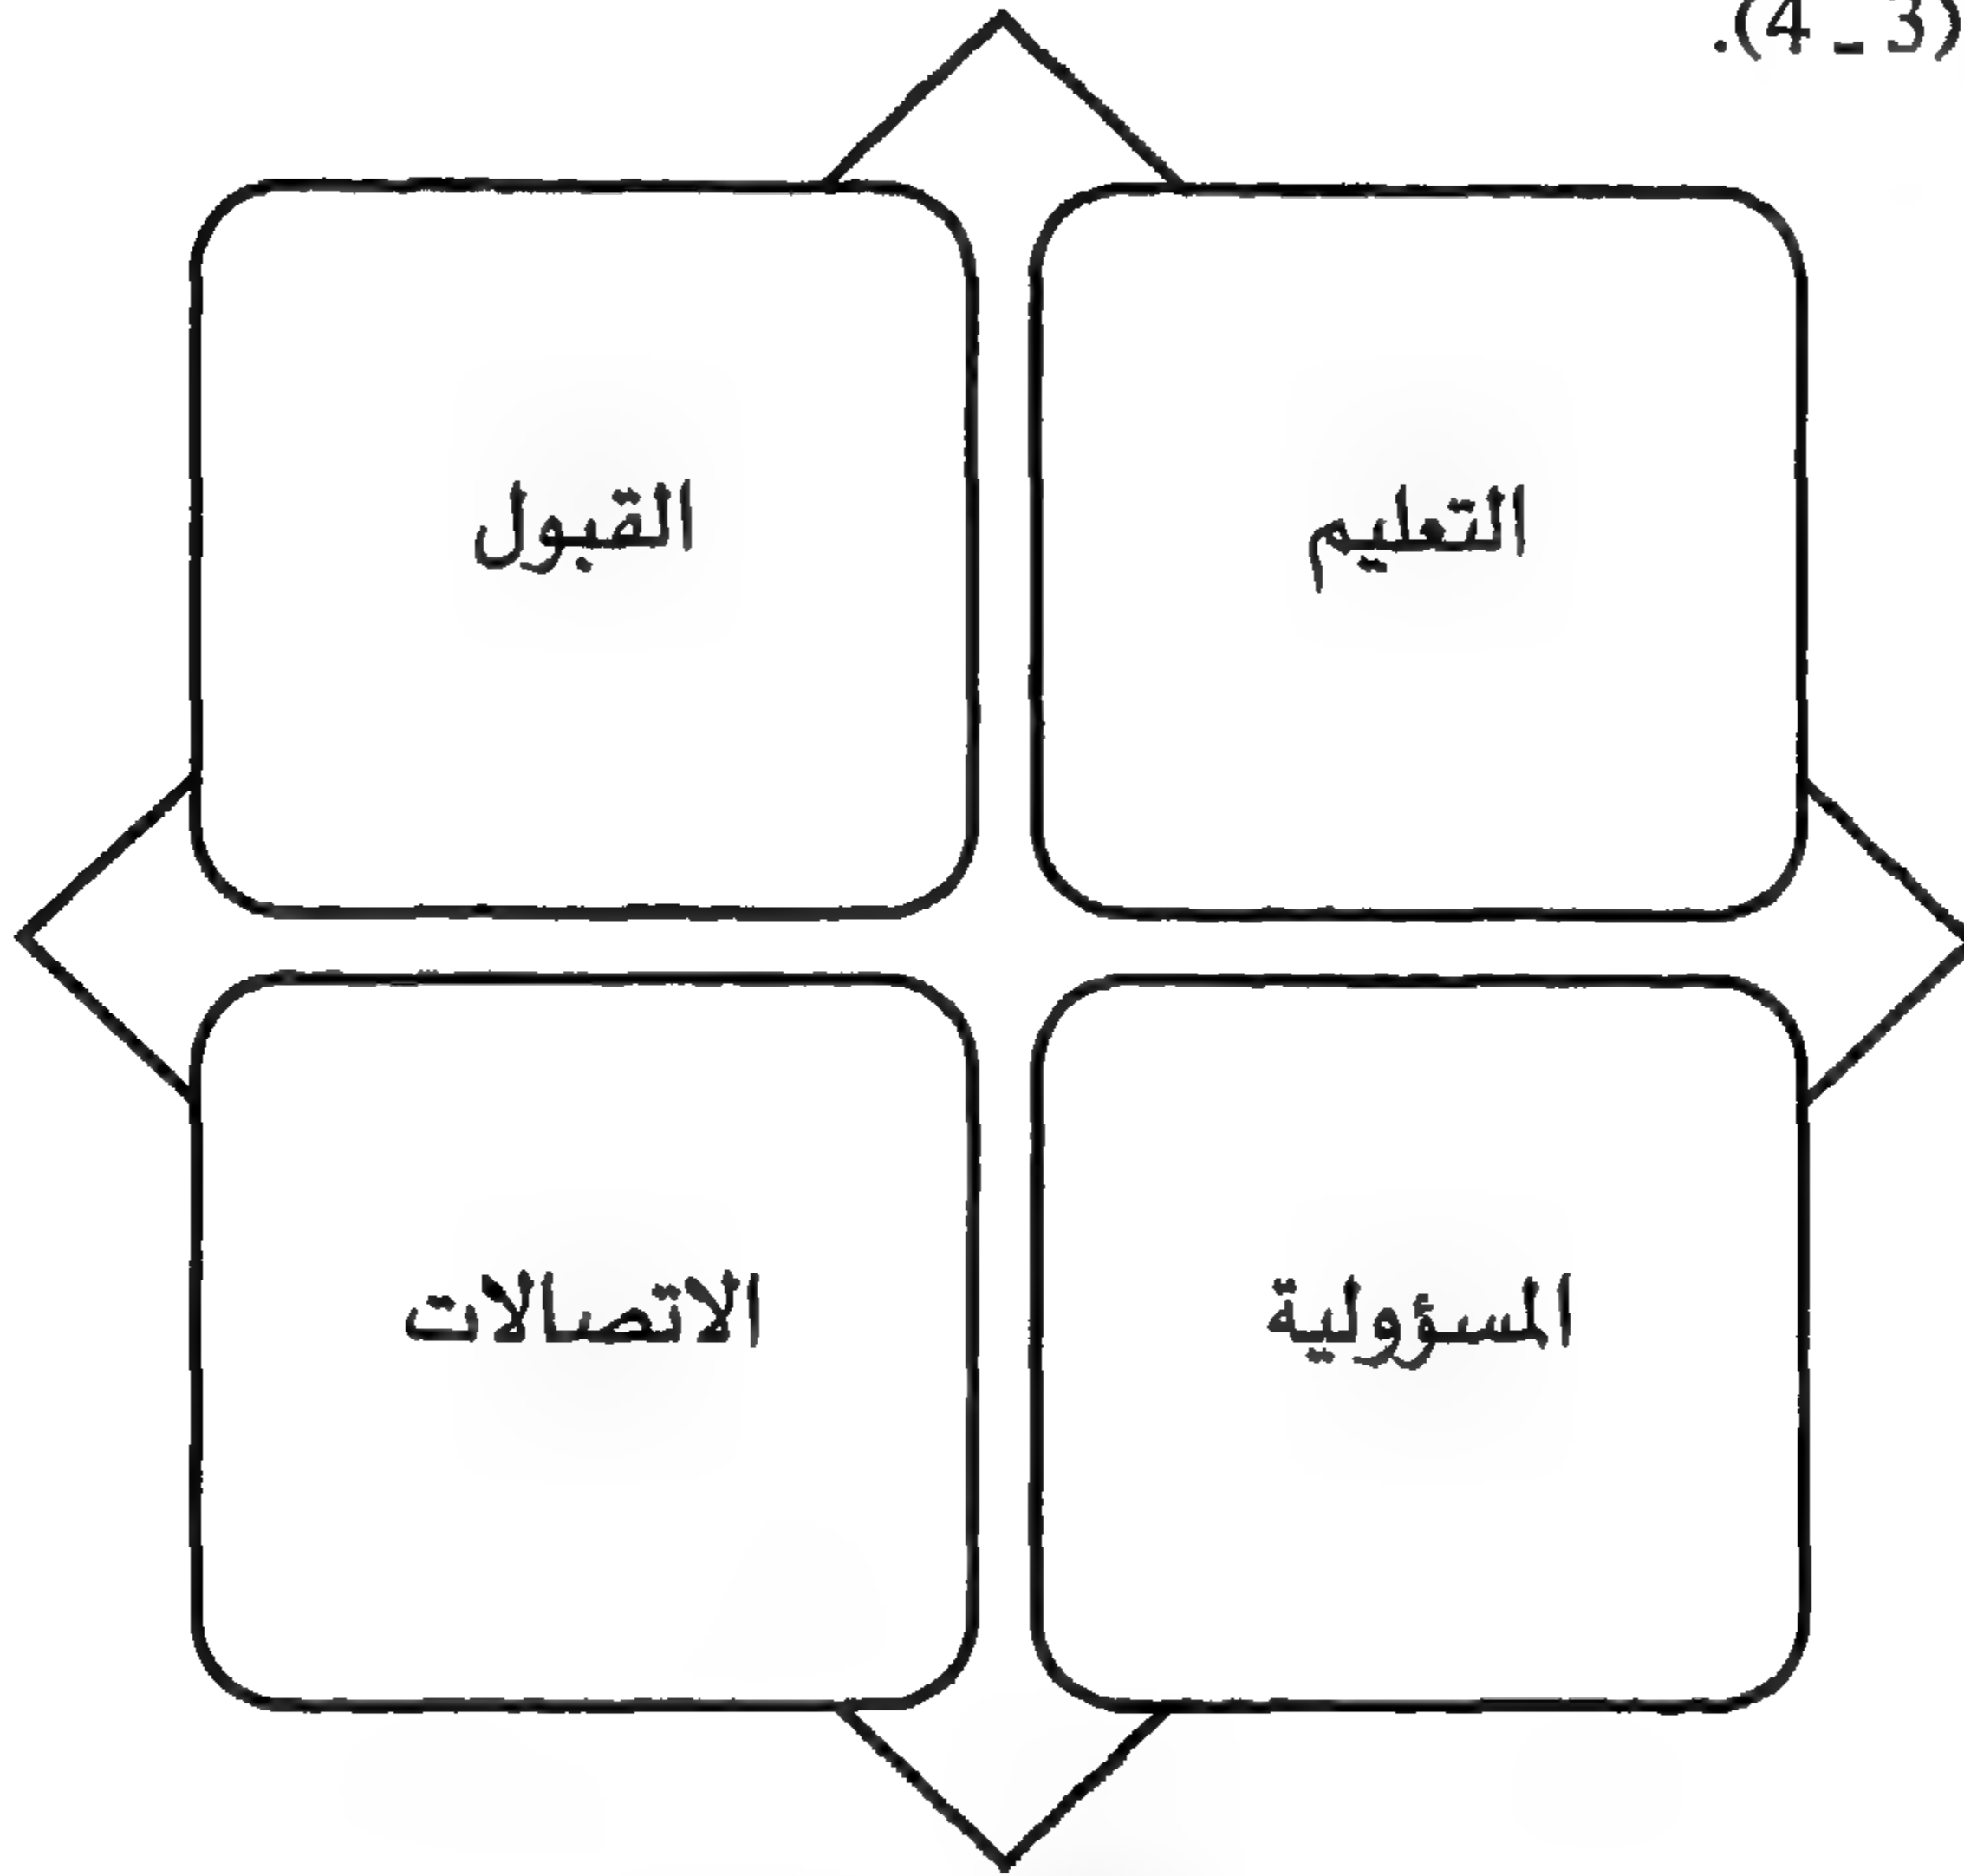 (3 ـ 4).
التعليم
القبول
المسؤولية
الاتصالات